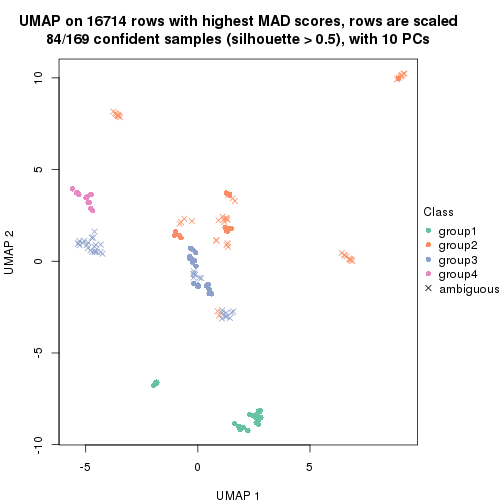 UMAP on 16714 rows with highest MAD scores, rows are scaled
84/169 confident samples (silhouette > 0.5), with 10 PCs
10
5
0
-5
-10
UMAP 2
-5
0
5
UMAP 1
Class
group1
group2
group3
group4
ambiguous